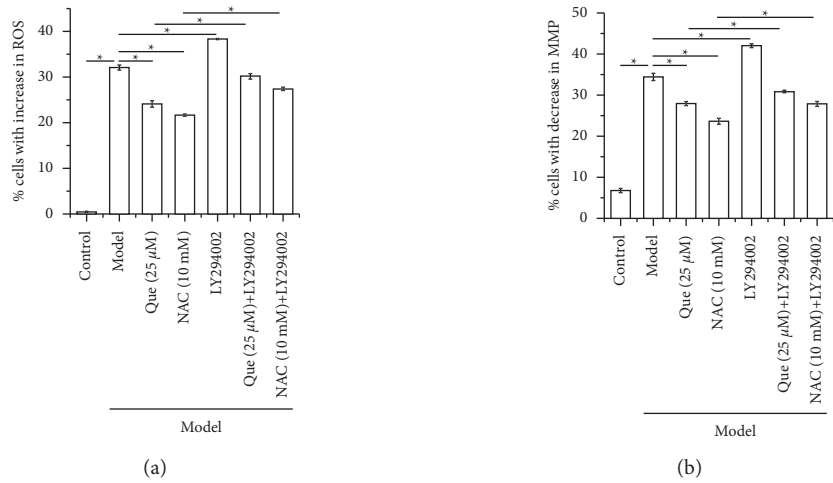 % cells with increase in ROS
40
30
20
10
0
* * * * * *
Control
Model
Que (25 μM)
NAC (10 mM)
LY294002
Que (25 μM)+LY294002
NAC (10 mM)+LY294002
Model
(a)
% cells with decrease in MMP
50
40
30
20
10
0
* * * * * *
Control
Model
Que (25 μM)
NAC (10 mM)
LY294002
Que (25 μM)+LY294002
NAC (10 mM)+LY294002
Model
(b)